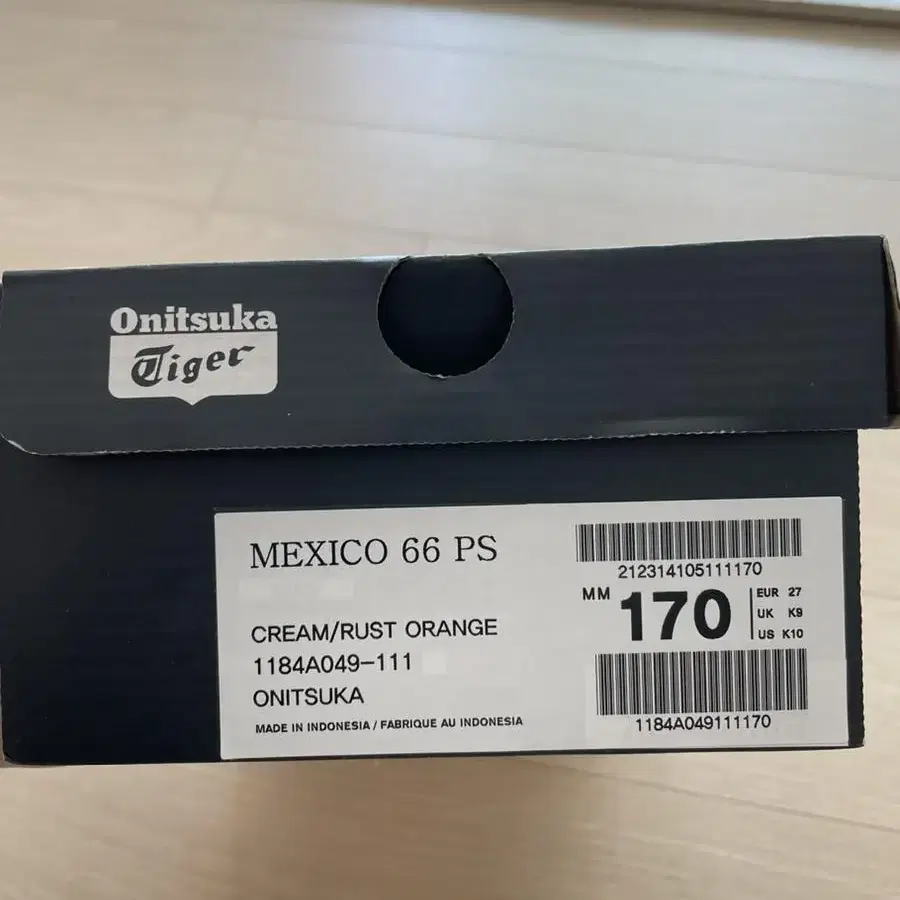 Onitsuka
Tiger
MEXICO 66 PS
CREAM/RUST ORANGE
1184A049-111
ONITSUKA
MADE IN INDONESIA / FABRIQUE AU INDONESIA
212314105111170
MM 170
EUR 27
UK K9
US K10
1184A049111170